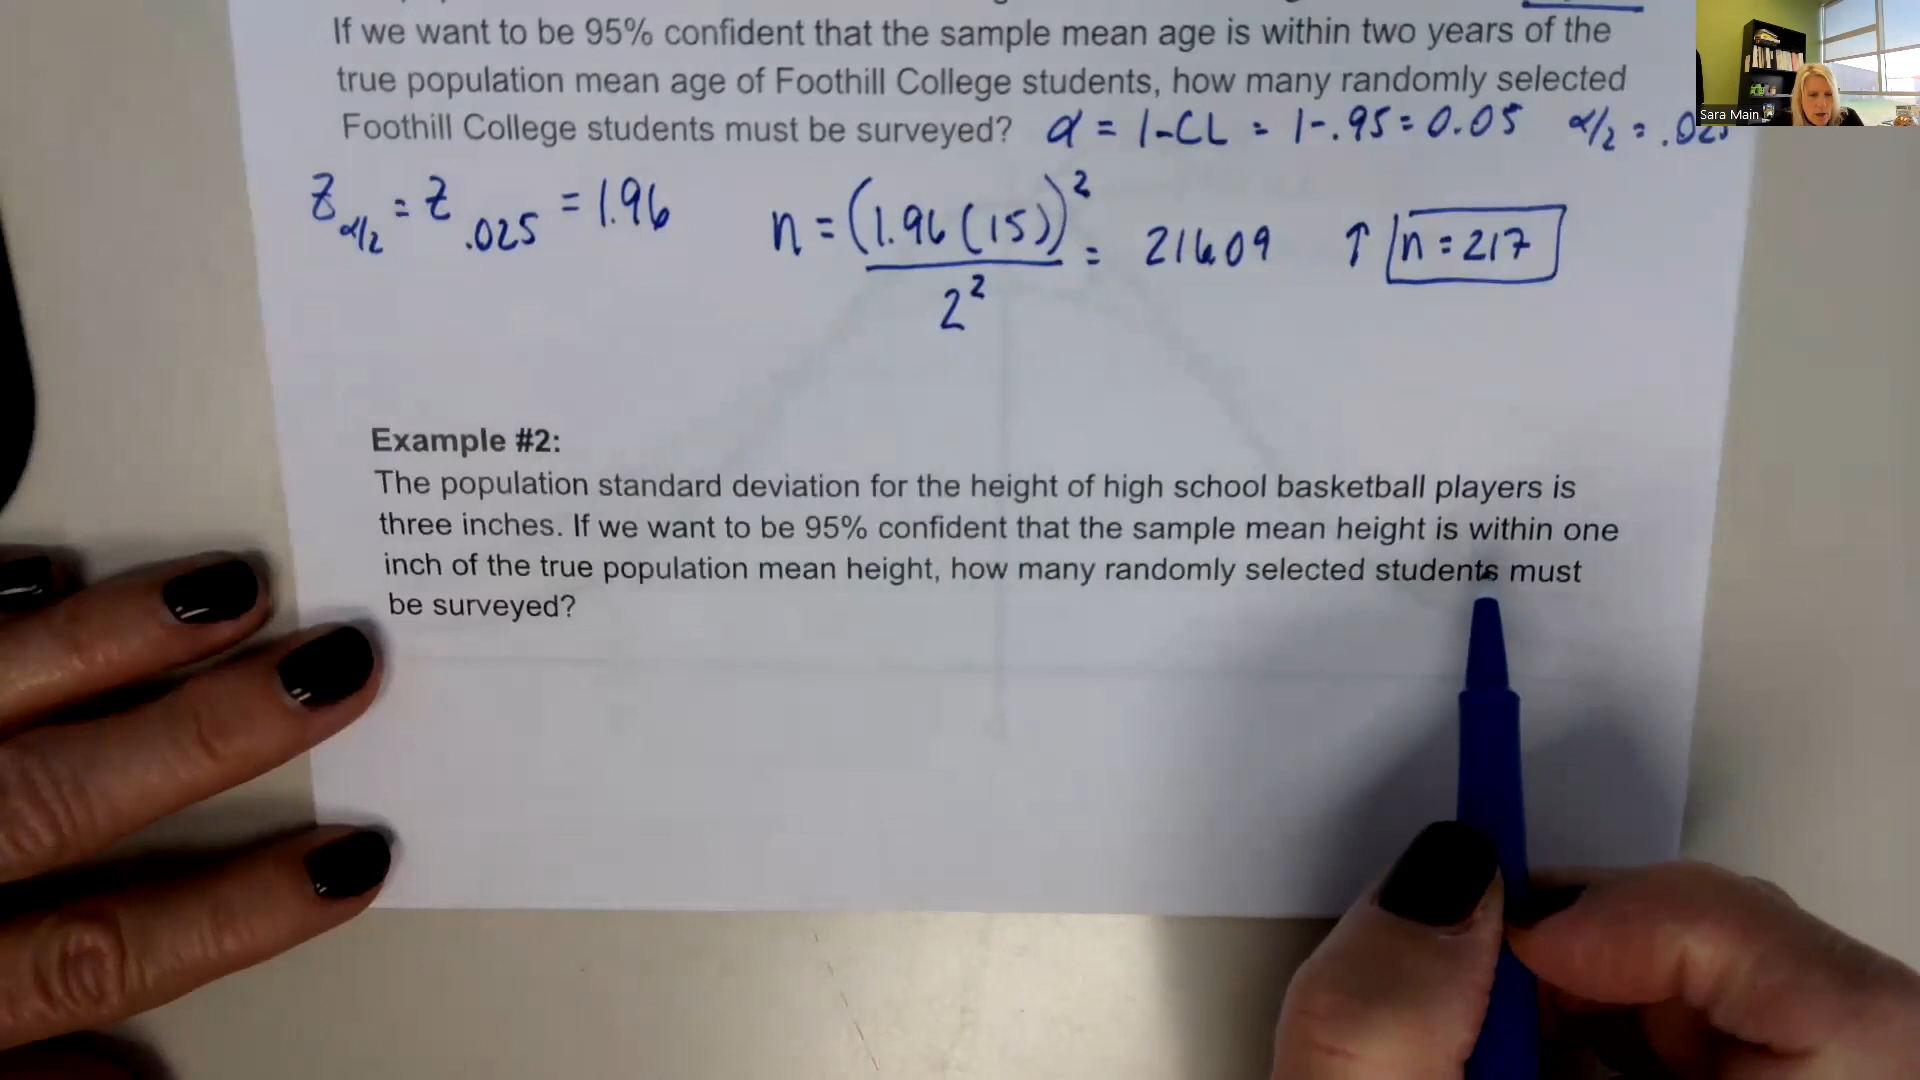 If we want to be 95% confident that the sample mean age is within two years of the
true population mean age of Foothill College students, how many randomly selected
Foothill College students must be surveyed? α = 1-CL = 1-.95 = 0.05 α/2 = .025
Z α/2 = Z .025 = 1.96
n = (1.96(15))² / 2² = 216.09 ↑ n = 217
Example #2:
The population standard deviation for the height of high school basketball players is
three inches. If we want to be 95% confident that the sample mean height is within one
inch of the true population mean height, how many randomly selected students must
be surveyed?
Sara Main